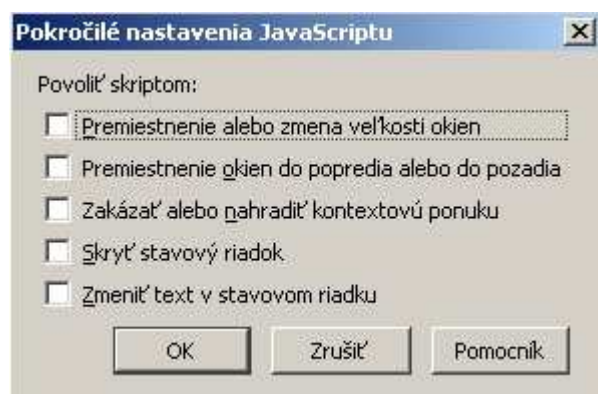 Pokročilé nastavenia JavaScriptu
Povoliť skriptom:
Premiestnenie alebo zmena veľkosti okien
Premiestnenie okien do popredia alebo do pozadia
Zakázať alebo nahradiť kontextovú ponuku
Skryť stavový riadok
Zmeniť text v stavovom riadku
OK Zrušiť Pomocník